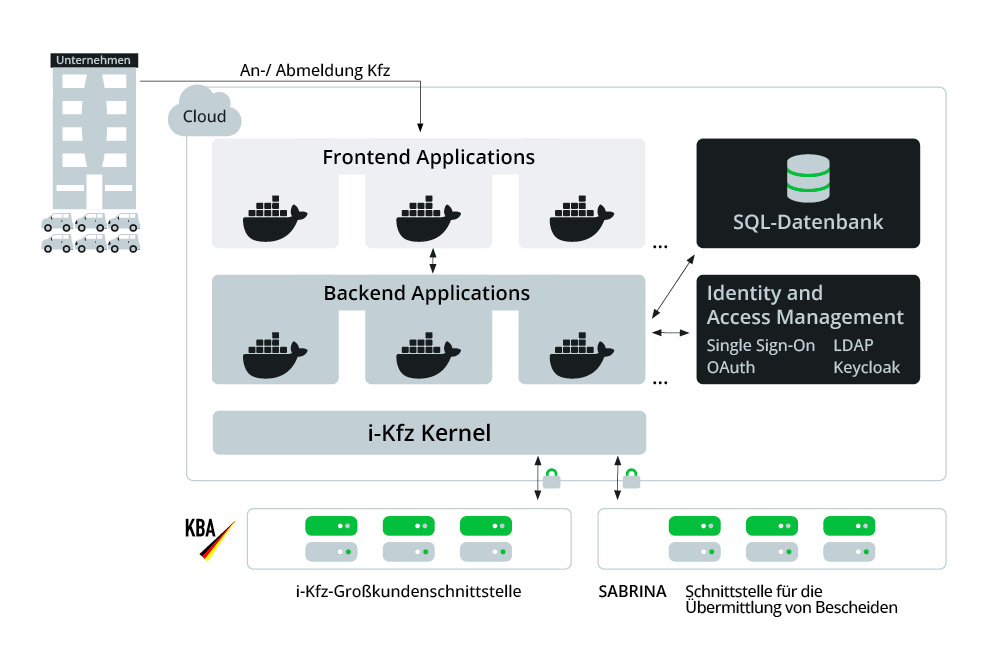 Unternehmen
An-/ Abmeldung Kfz
Cloud
Frontend Applications
...
SQL-Datenbank
Backend Applications
...
Identity and
Access Management
Single Sign-On LDAP
OAuth Keycloak
i-Kfz Kernel
KBA
i-Kfz-Großkundenschnittstelle
SABRINA Schnittstelle für die
Übermittlung von Bescheiden